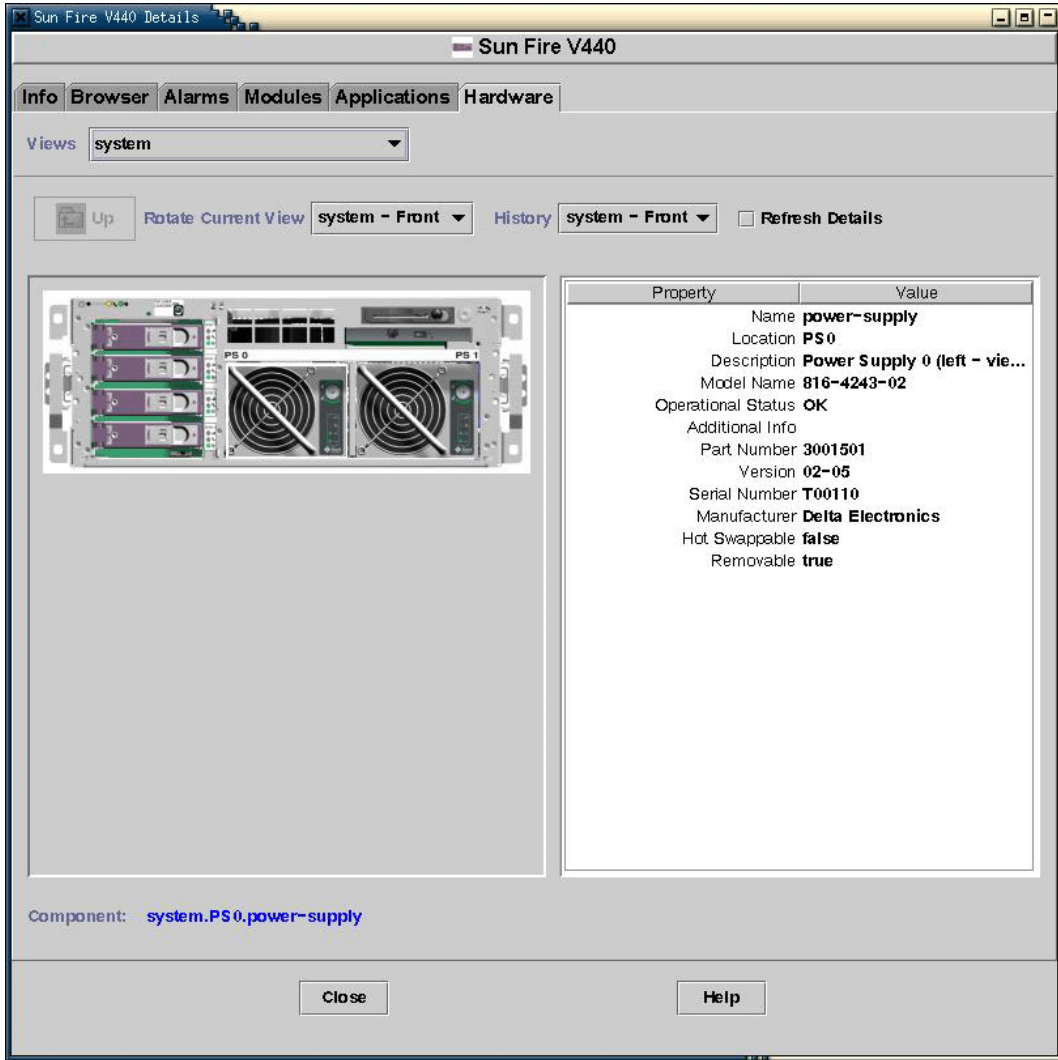 Sun Fire V440 Details
Sun Fire V440
Info Browser Alarms Modules Applications Hardware
Views system
Up Rotate Current View system - Front History system - Front Refresh Details
PS 0 PS 1
Property Value
Name power-supply
Location PS0
Description Power Supply 0 (left - vie...
Model Name 816-4243-02
Operational Status OK
Additional Info
Part Number 3001501
Version 02-05
Serial Number T00110
Manufacturer Delta Electronics
Hot Swappable false
Removable true
Component: system.PS0.power-supply
Close Help